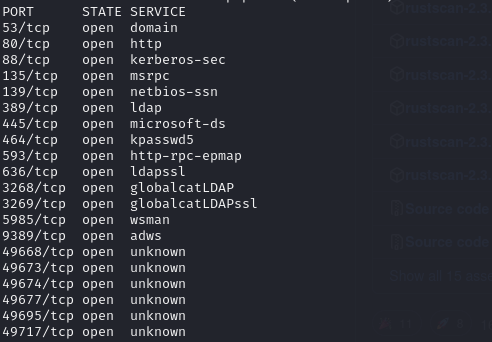 PORT      STATE SERVICE
53/tcp    open  domain
80/tcp    open  http
88/tcp    open  kerberos-sec
135/tcp   open  msrpc
139/tcp   open  netbios-ssn
389/tcp   open  ldap
445/tcp   open  microsoft-ds
464/tcp   open  kpasswd5
593/tcp   open  http-rpc-epmap
636/tcp   open  ldapssl
3268/tcp  open  globalcatLDAP
3269/tcp  open  globalcatLDAPssl
5985/tcp  open  wsman
9389/tcp  open  adws
49668/tcp open  unknown
49673/tcp open  unknown
49674/tcp open  unknown
49677/tcp open  unknown
49695/tcp open  unknown
49717/tcp open  unknown
rustscan-2.3
rustscan-2.3.
rustscan-2.3.
rustscan-2.3
rustscan-2.3
rustscan-2.3
Source code
Source code
Show all 15 asse